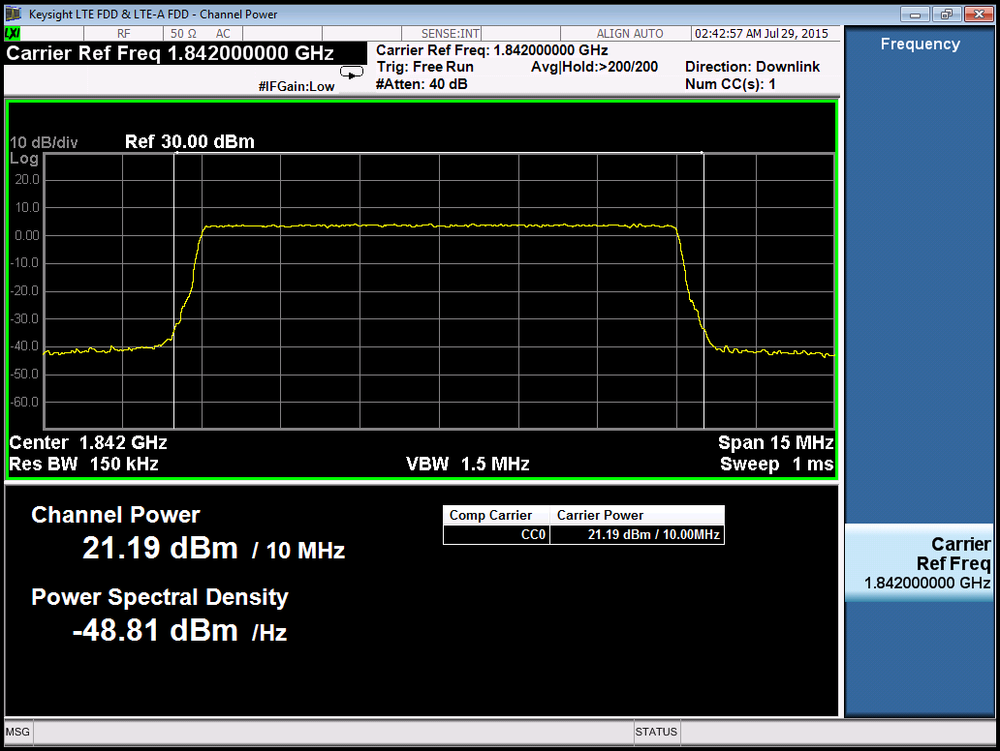 Keysight LTE FDD & LTE-A FDD - Channel Power
LXI RF 50 Ω AC SENSE:INT ALIGN AUTO 02:42:57 AM Jul 29, 2015
Carrier Ref Freq 1.842000000 GHz
Carrier Ref Freq: 1.842000000 GHz
Trig: Free Run Avg|Hold:>200/200 Direction: Downlink
#IFGain:Low #Atten: 40 dB Num CC(s): 1
Frequency
10 dB/div Ref 30.00 dBm
Log
20.0
10.0
0.00
-10.0
-20.0
-30.0
-40.0
-50.0
-60.0
Center 1.842 GHz Span 15 MHz
Res BW 150 kHz VBW 1.5 MHz Sweep 1 ms
Channel Power
21.19 dBm / 10 MHz
Power Spectral Density
-48.81 dBm /Hz
Comp Carrier Carrier Power
CC0 21.19 dBm / 10.00MHz
Carrier
Ref Freq
1.842000000 GHz
MSG STATUS